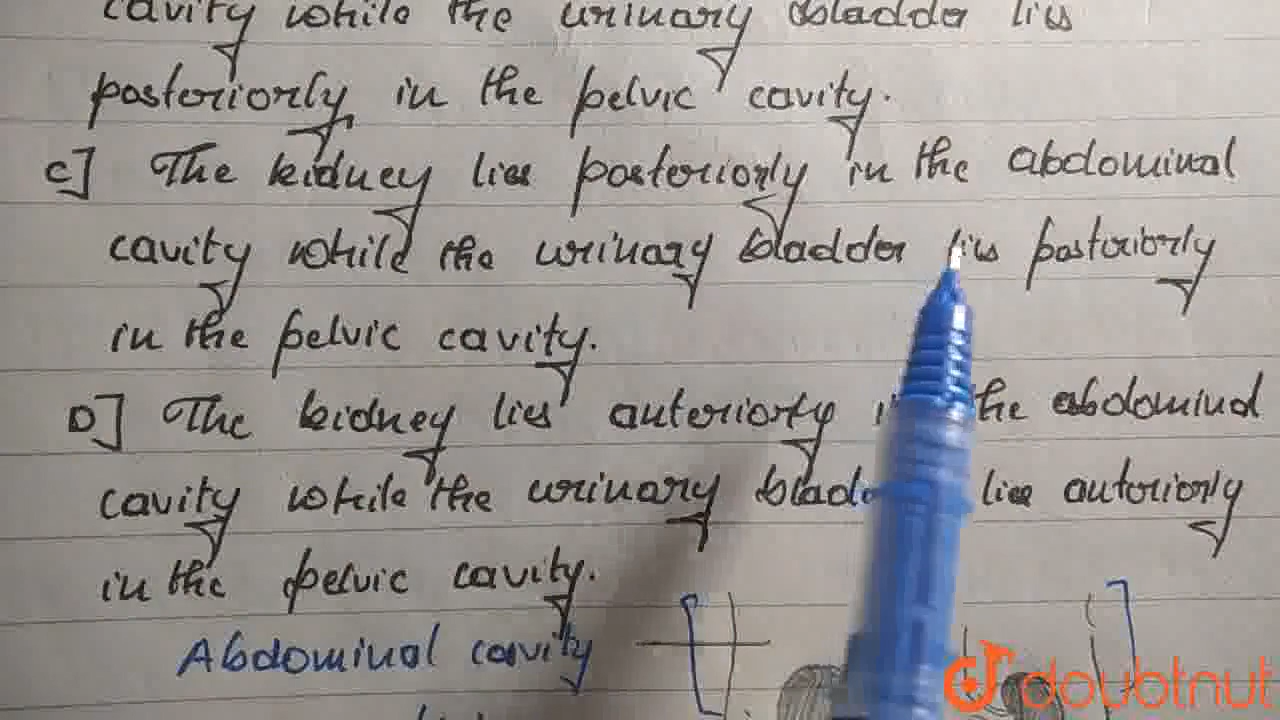 cavity while the urinary bladder lies
posteriorly in the pelvic cavity.
C] The kidney lies posteriorly in the abdominal
cavity while the urinary bladder lies posteriorly
in the pelvic cavity.
D] The kidney lies anteriorly the abdominal
cavity while the urinary lies anteriorly
in the pelvic cavity.
Abdominal cavity
doubtnut